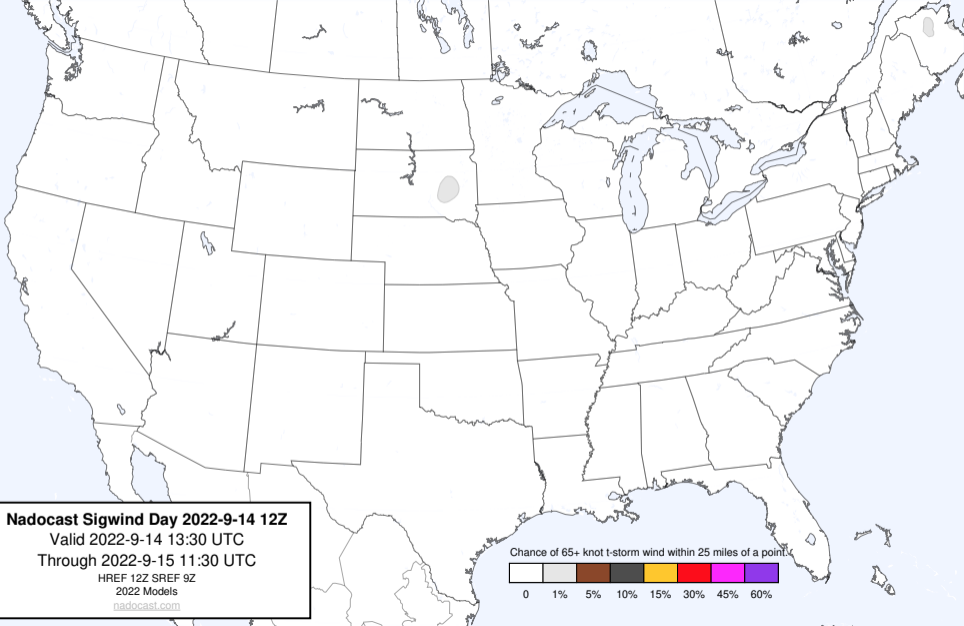 Nadocast Sigwind Day 2022-9-14 12Z
Valid 2022-9-14 13:30 UTC
Through 2022-9-15 11:30 UTC
HREF 12Z SREF 9Z
2022 Models
nadocast.com
Chance of 65+ knot t-storm wind within 25 miles of a point.
0 1% 5% 10% 15% 30% 45% 60%